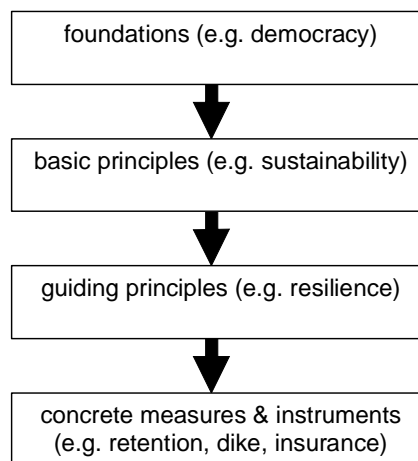 foundations (e.g. democracy)
basic principles (e.g. sustainability)
guiding principles (e.g. resilience)
concrete measures & instruments
(e.g. retention, dike, insurance)